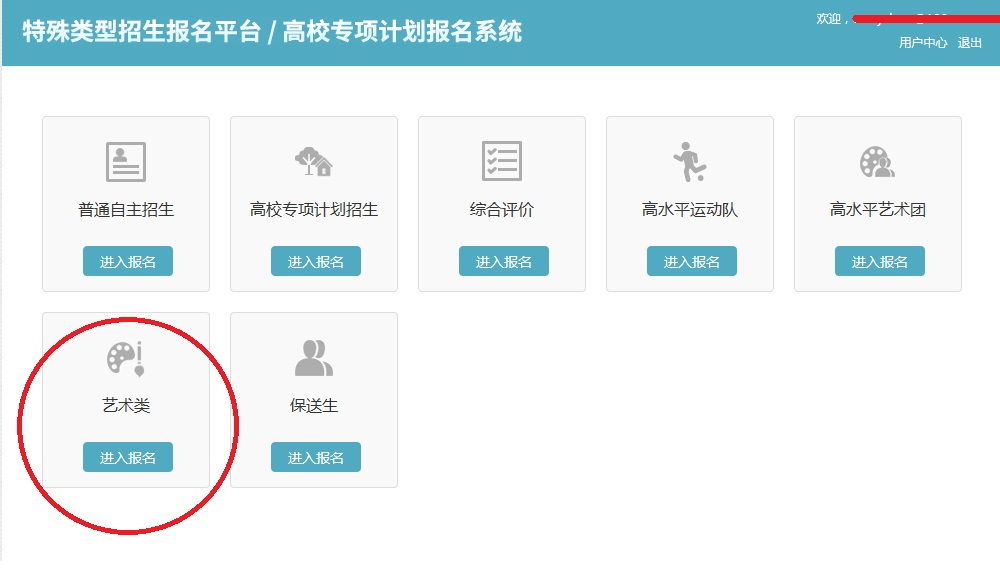 特殊类型招生报名平台 / 高校专项计划报名系统
欢迎，
用户中心 退出
普通自主招生
高校专项计划招生
综合评价
高水平运动队
高水平艺术团
进入报名
进入报名
进入报名
进入报名
进入报名
艺术类
保送生
进入报名
进入报名